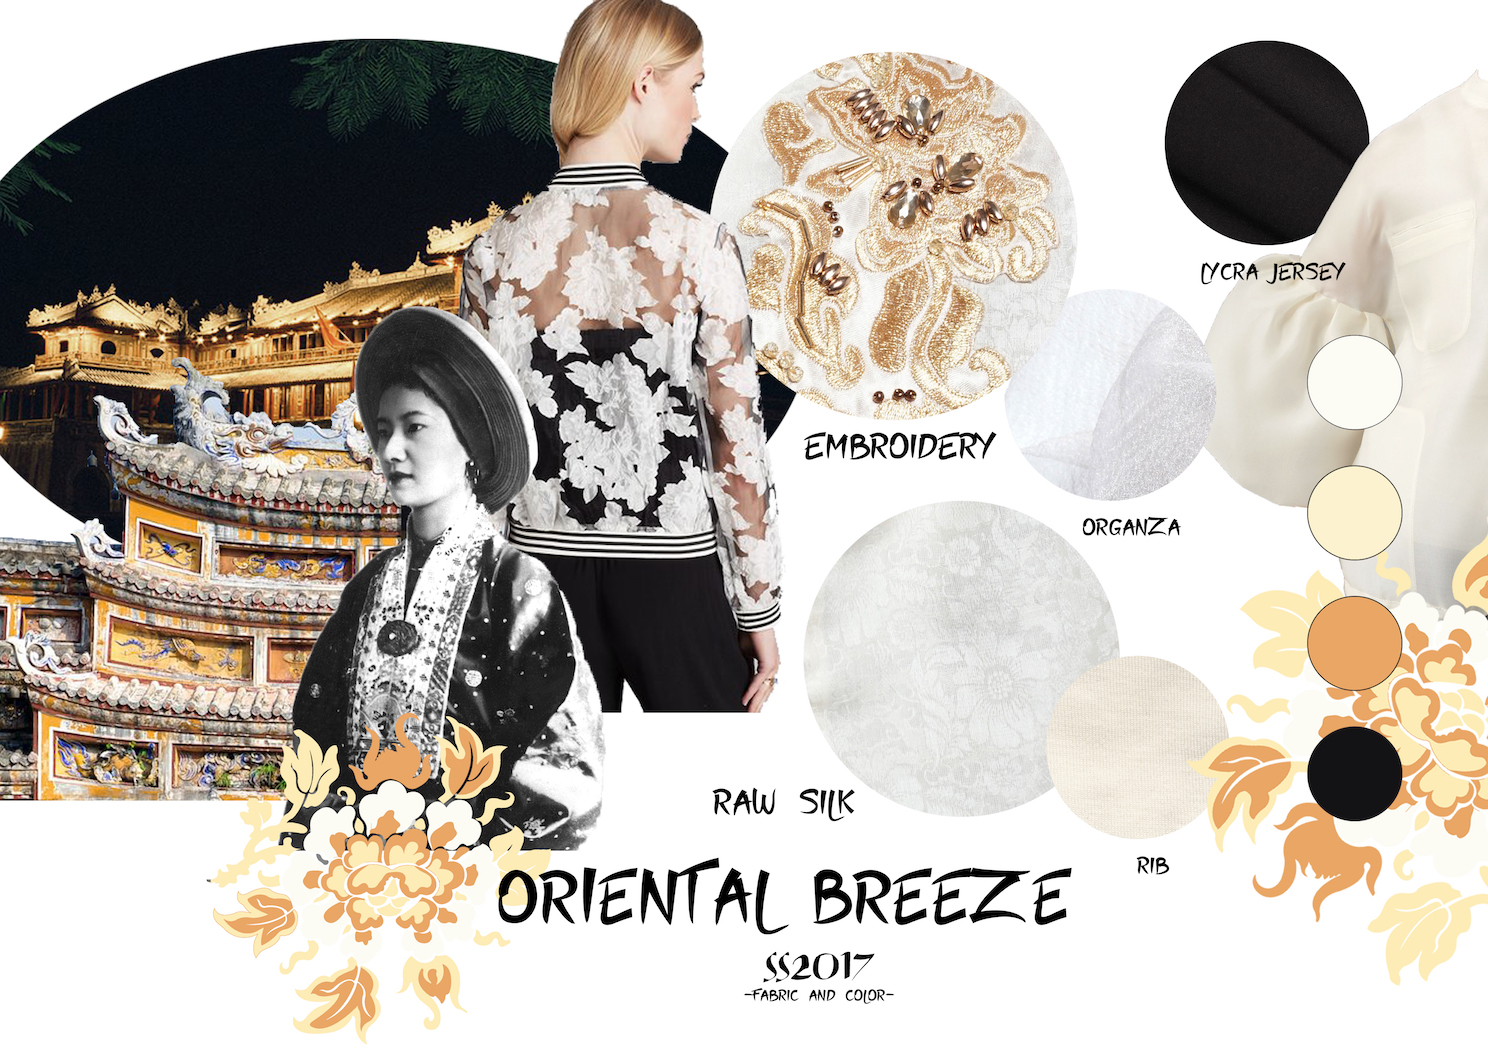 LYCRA JERSEY
EMBROIDERY
ORGANZA
RAW SILK
RIB
ORIENTAL BREEZE
SS2017
-FABRIC AND COLOR-